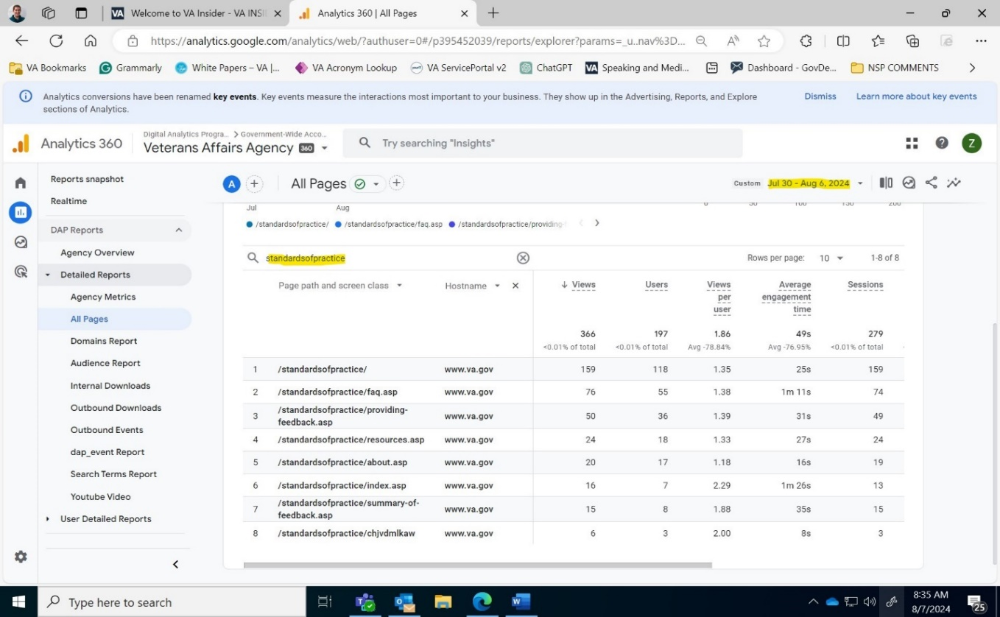 Welcome to VA Insider - VA INSI
Analytics 360 | All Pages
https://analytics.google.com/analytics/web/?authuser=0#/p395452039/reports/explorer?params=_u..nav%3D...
VA Bookmarks Grammarly White Papers – VA |... VA Acronym Lookup VA ServicePortal v2 ChatGPT VA Speaking and Medi... Dashboard - GovDe... NSP COMMENTS
Analytics conversions have been renamed key events. Key events measure the interactions most important to your business. They show up in the Advertising, Reports, and Explore
sections of Analytics.
Dismiss Learn more about key events
Analytics 360
Digital Analytics Progra... > Government-Wide Acco...
Veterans Affairs Agency 360
Try searching "Insights"
Z
Reports snapshot
Realtime
DAP Reports
Agency Overview
Detailed Reports
Agency Metrics
All Pages
Domains Report
Audience Report
Internal Downloads
Outbound Downloads
Outbound Events
dap_event Report
Search Terms Report
Youtube Video
User Detailed Reports
A All Pages Custom Jul 30 - Aug 6, 2024
Jul Aug 0 50 100 150 200
/standardsofpractice/ /standardsofpractice/faq.asp /standardsofpractice/providing-
standardsofpractice Rows per page: 10 1-8 of 8
Page path and screen class Hostname Views Users Views per user Average engagement time Sessions
366 197 1.86 49s 279
<0.01% of total <0.01% of total Avg -78.84% Avg -76.95% <0.01% of total
1 /standardsofpractice/ www.va.gov 159 118 1.35 25s 159
2 /standardsofpractice/faq.asp www.va.gov 76 55 1.38 1m 11s 74
3 /standardsofpractice/providing-feedback.asp www.va.gov 50 36 1.39 31s 49
4 /standardsofpractice/resources.asp www.va.gov 24 18 1.33 27s 24
5 /standardsofpractice/about.asp www.va.gov 20 17 1.18 16s 19
6 /standardsofpractice/index.asp www.va.gov 16 7 2.29 1m 26s 13
7 /standardsofpractice/summary-of-feedback.asp www.va.gov 15 8 1.88 35s 15
8 /standardsofpractice/chjvdmlkaw www.va.gov 6 3 2.00 8s 3
Type here to search
8:35 AM
8/7/2024
25